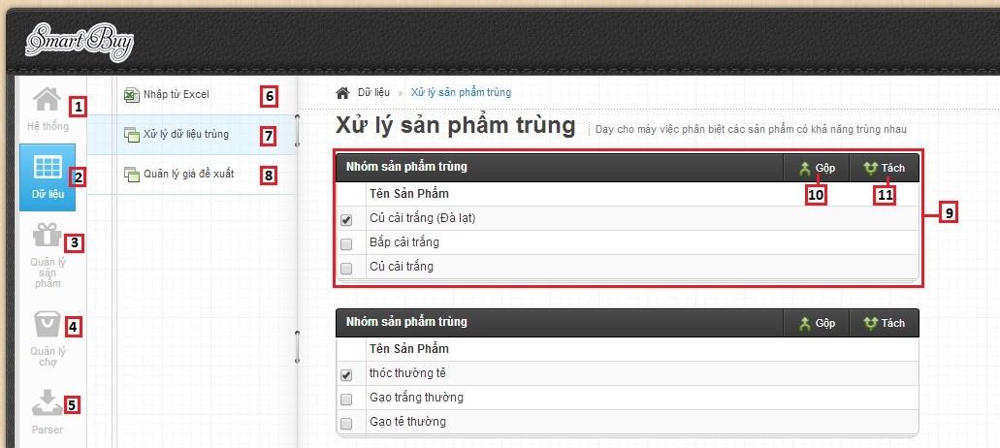 Smart Buy
1
Hệ thống
2
Dữ liệu
3
Quản lý
sản
phẩm
4
Quản lý
chợ
5
Parser
Nhập từ Excel 6
Xử lý dữ liệu trùng 7
Quản lý giá đề xuất 8
Dữ liệu » Xử lý sản phẩm trùng
Xử lý sản phẩm trùng Dạy cho máy việc phân biệt các sản phẩm có khả năng trùng nhau
Nhóm sản phẩm trùng Gộp Tách
Tên Sản Phẩm 10 11
9
Củ cải trắng (Đà lạt)
Bắp cải trắng
Củ cải trắng
Nhóm sản phẩm trùng Gộp Tách
Tên Sản Phẩm
thóc thường tẻ
Gạo trắng thường
Gạo tẻ thường